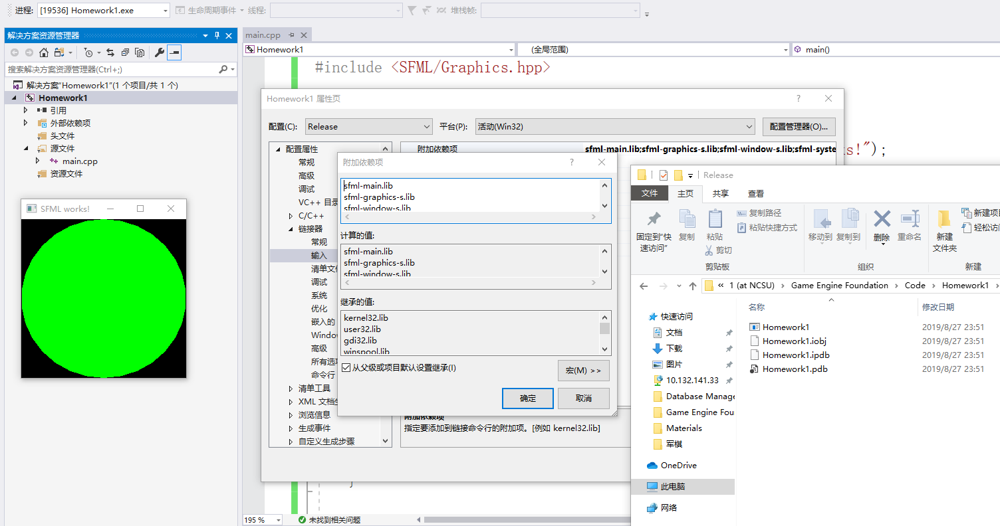 进程: [19536] Homework1.exe 生命周期事件 线程: 堆栈帧:
解决方案资源管理器
搜索解决方案资源管理器(Ctrl+;)
解决方案"Homework1"(1 个项目/共 1 个)
Homework1
引用
外部依赖项
头文件
源文件
main.cpp
资源文件
SFML works!
main.cpp
Homework1 (全局范围) main()
#include <SFML/Graphics.hpp>
s!");
}
195 % 未找到相关问题
Homework1 属性页 ?
配置(C): Release 平台(P): 活动(Win32) 配置管理器(O)...
配置属性
常规
高级
调试
VC++ 目录
C/C++
链接器
常规
输入
清单文件
调试
系统
优化
嵌入的
Window
高级
所有选项
命令行
清单工具
XML 文档生
浏览信息
生成事件
自定义生成步骤
附加依赖项 sfml-main.lib;sfml-graphics-s.lib;sfml-window-s.lib;sfml-syste
附加依赖项
指定要添加到链接命令行的附加项。[例如 kernel32.lib]
附加依赖项 ?
sfml-main.lib
sfml-graphics-s.lib
sfml-window-s.lib
计算的值:
sfml-main.lib
sfml-graphics-s.lib
sfml-window-s.lib
继承的值:
kernel32.lib
user32.lib
gdi32.lib
winspool.lib
从父级或项目默认设置继承(I)
宏(M) >>
确定 取消
Release
文件 主页 共享 查看
固定到"快速访问"
复制
粘贴
复制路径
粘贴快捷方式
剪切
剪贴板
移动到 复制到 删除 重命名
组织
新建
文件夹
新建项目
轻松访问
新建
« 1 (at NCSU) > Game Engine Foundation > Code > Homework1 >
名称 修改日期
Homework1 2019/8/27 23:51
Homework1.iobj 2019/8/27 23:51
Homework1.ipdb 2019/8/27 23:51
Homework1.pdb 2019/8/27 23:51
快速访问
文档
下载
图片
10.132.141.33
Database Manage
Game Engine Fou
Materials
军棋
OneDrive
此电脑
网络